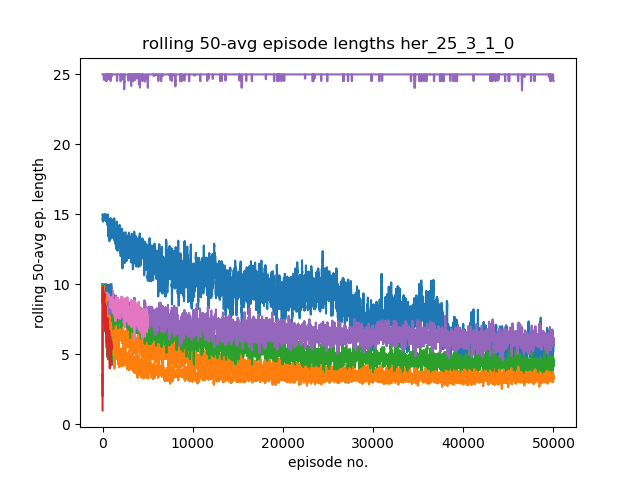 rolling 50-avg episode lengths her_25_3_1_0
rolling 50-avg ep. length
25
20
15
10
5
0
0 10000 20000 30000 40000 50000
episode no.